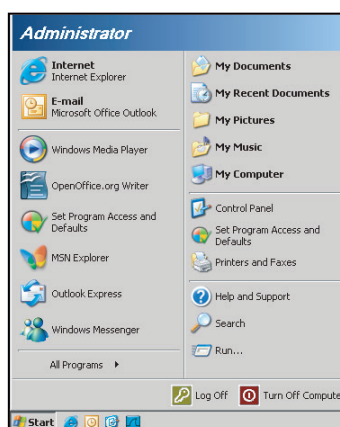 Administrator
Internet
Internet Explorer
E-mail
Microsoft Office Outlook
Windows Media Player
OpenOffice.org Writer
Set Program Access and
Defaults
MSN Explorer
Outlook Express
Windows Messenger
All Programs
My Documents
My Recent Documents
My Pictures
My Music
My Computer
Control Panel
Set Program Access and
Defaults
Printers and Faxes
Help and Support
Search
Run...
Log Off
Turn Off Compute
Start